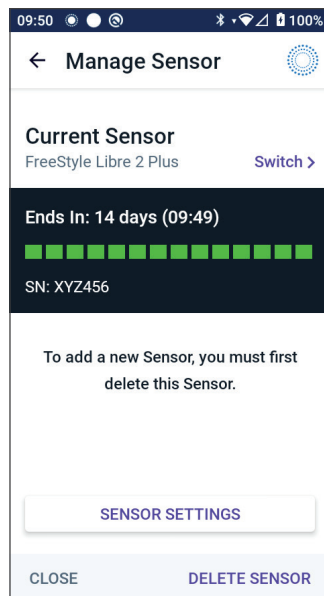 09:50 100%
Manage Sensor
Current Sensor
FreeStyle Libre 2 Plus Switch >
Ends In: 14 days (09:49)
SN: XYZ456
To add a new Sensor, you must first
delete this Sensor.
SENSOR SETTINGS
CLOSE DELETE SENSOR